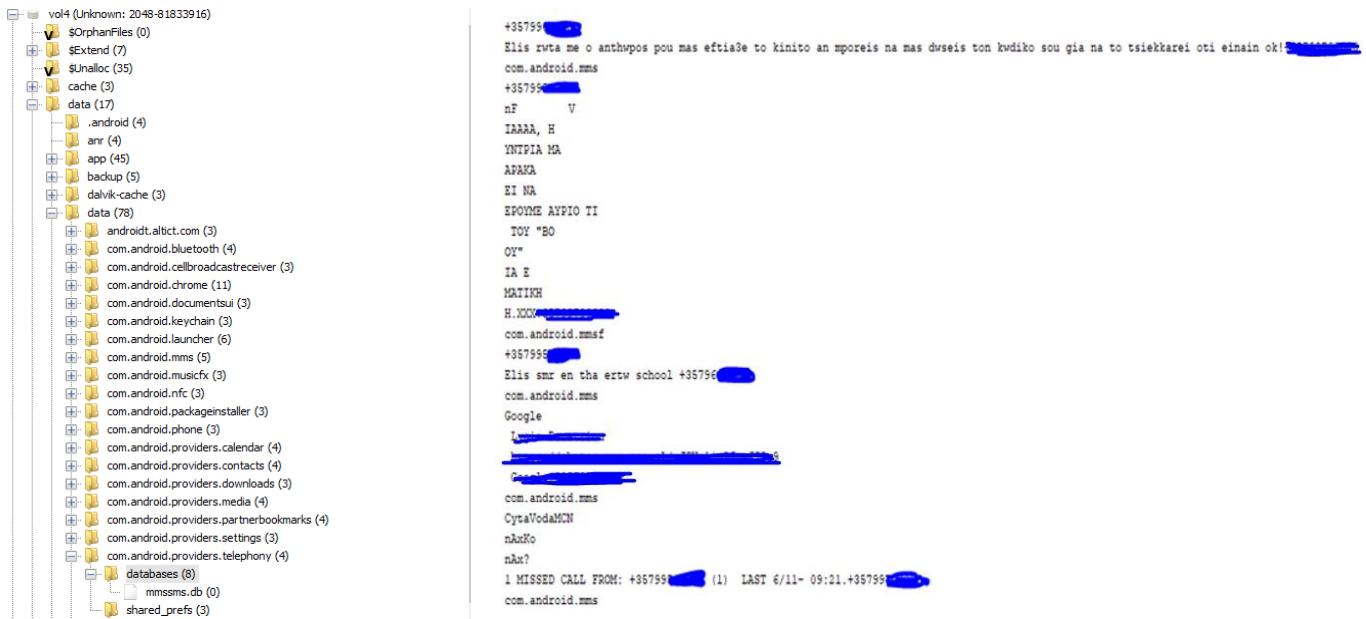 vol4 (Unknown: 2048-81833916)
$OrphanFiles (0)
$Extend (7)
$Unalloc (35)
cache (3)
data (17)
.android (4)
anr (4)
app (45)
backup (5)
dalvik-cache (3)
data (78)
androidt.altict.com (3)
com.android.bluetooth (4)
com.android.cellbroadcastreceiver (3)
com.android.chrome (11)
com.android.documentsui (3)
com.android.keychain (3)
com.android.launcher (6)
com.android.mms (5)
com.android.musicfx (3)
com.android.nfc (3)
com.android.packageinstaller (3)
com.android.phone (3)
com.android.providers.calendar (4)
com.android.providers.contacts (4)
com.android.providers.downloads (3)
com.android.providers.media (4)
com.android.providers.partnerbookmarks (4)
com.android.providers.settings (3)
com.android.providers.telephony (4)
databases (8)
mmssms.db (0)
shared_prefs (3)
+35799
Elis rwta me o anthwpos pou mas eftia3e to kinito an mporeis na mas dwseis ton kwdiko sou gia na to tsiekkarei oti einain ok!
com.android.mms
+35799
nF V
IAAAA, H
YNTPIA MA
APAKA
EI NA
EPOYME AYPIO TI
TOY "BO
OY"
IA E
MATIKH
H.XXX
com.android.mmsf
+35799
Elis smr en tha ertw school +35796
com.android.mms
Google
com.android.mms
CytaVodaMCN
nAxKo
nAx?
1 MISSED CALL FROM: +35799 (1) LAST 6/11- 09:21.+35799
com.android.mms